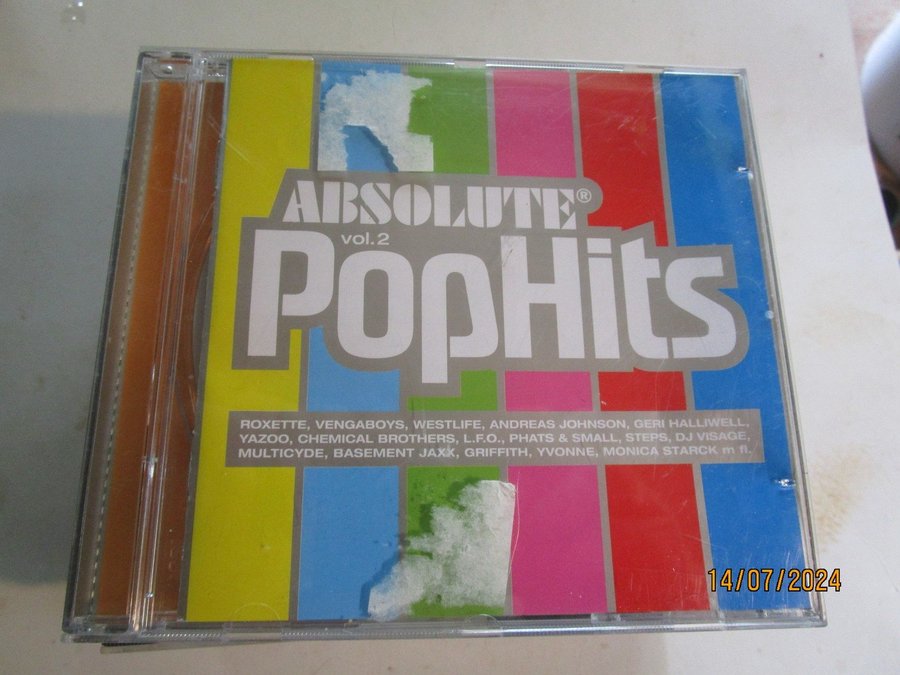 ABSOLUTE®
vol.2
PopHits
ROXETTE, VENGABOYS, WESTLIFE, ANDREAS JOHNSON, GERI HALLIWELL,
YAZOO, CHEMICAL BROTHERS, L.F.O., PHATS & SMALL, STEPS, DJ VISAGE,
MULTICYDE, BASEMENT JAXX, GRIFFITH, YVONNE, MONICA STARCK m fl.
14/07/2024